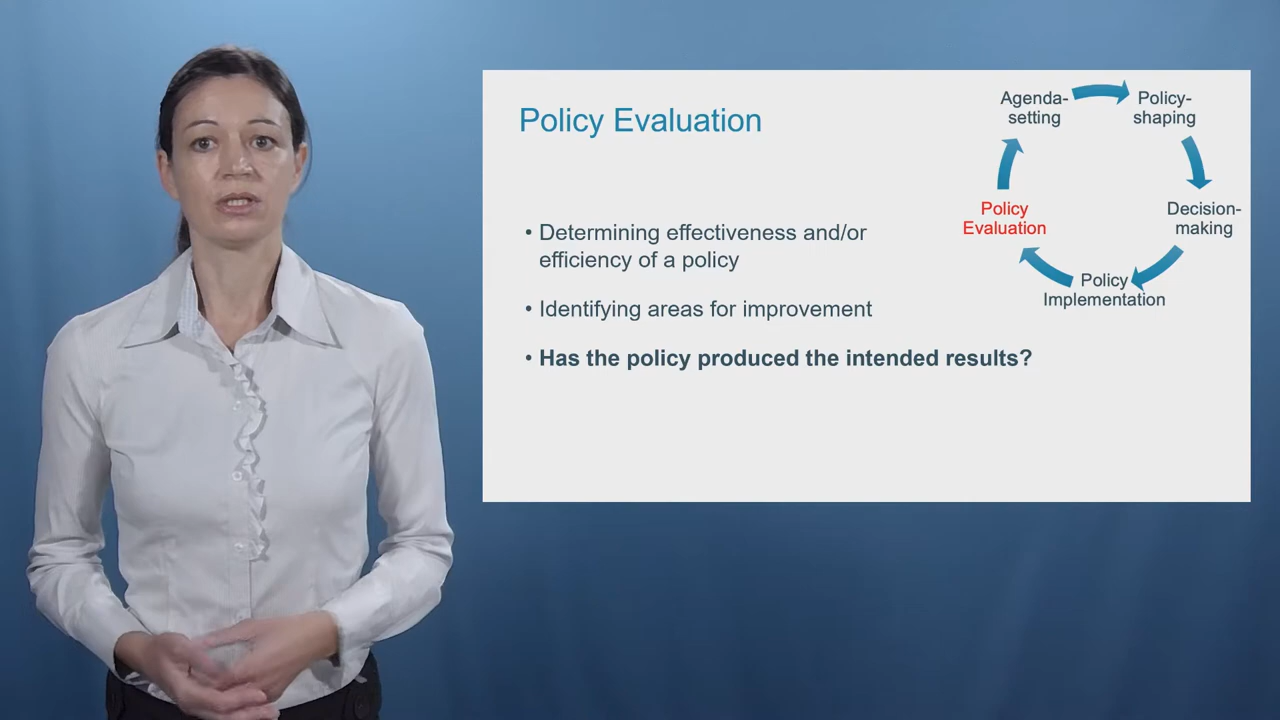 Policy Evaluation
• Determining effectiveness and/or
efficiency of a policy
• Identifying areas for improvement
• Has the policy produced the intended results?
Agenda-
setting
Policy-
shaping
Decision-
making
Policy
Implementation
Policy
Evaluation